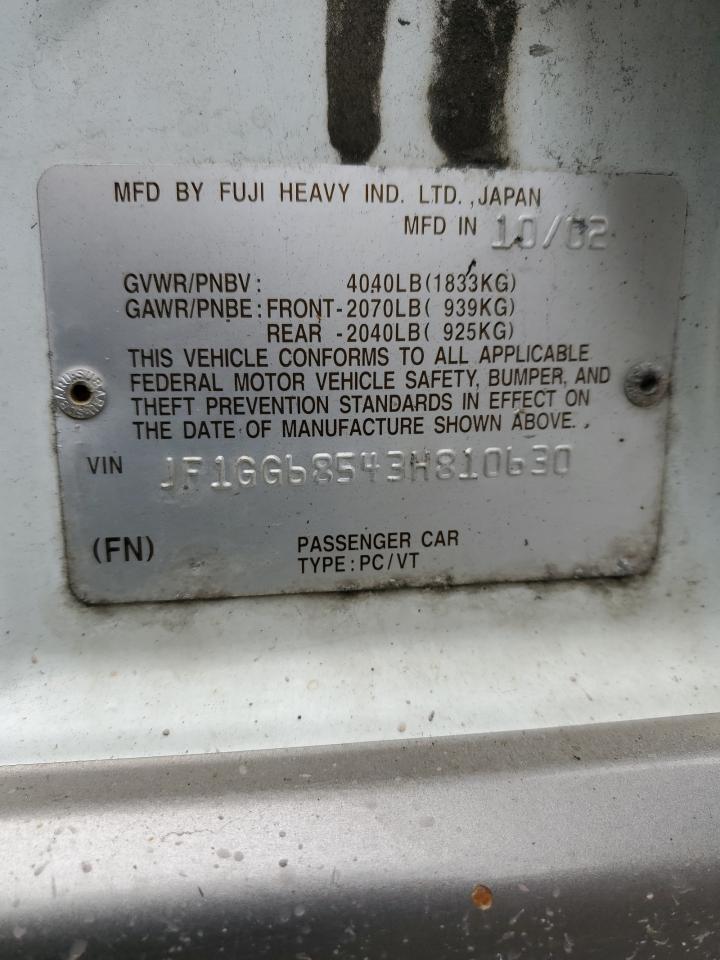 MFD BY FUJI HEAVY IND. LTD.,JAPAN
MFD IN 10/02
GVWR/PNBV: 4040LB(1833KG)
GAWR/PNBE:FRONT-2070LB( 939KG)
REAR -2040LB( 925KG)
THIS VEHICLE CONFORMS TO ALL APPLICABLE
FEDERAL MOTOR VEHICLE SAFETY, BUMPER, AND
THEFT PREVENTION STANDARDS IN EFFECT ON
THE DATE OF MANUFACTURE SHOWN ABOVE.
VIN JF1GG68543H810630
(FN) PASSENGER CAR
TYPE:PC/VT